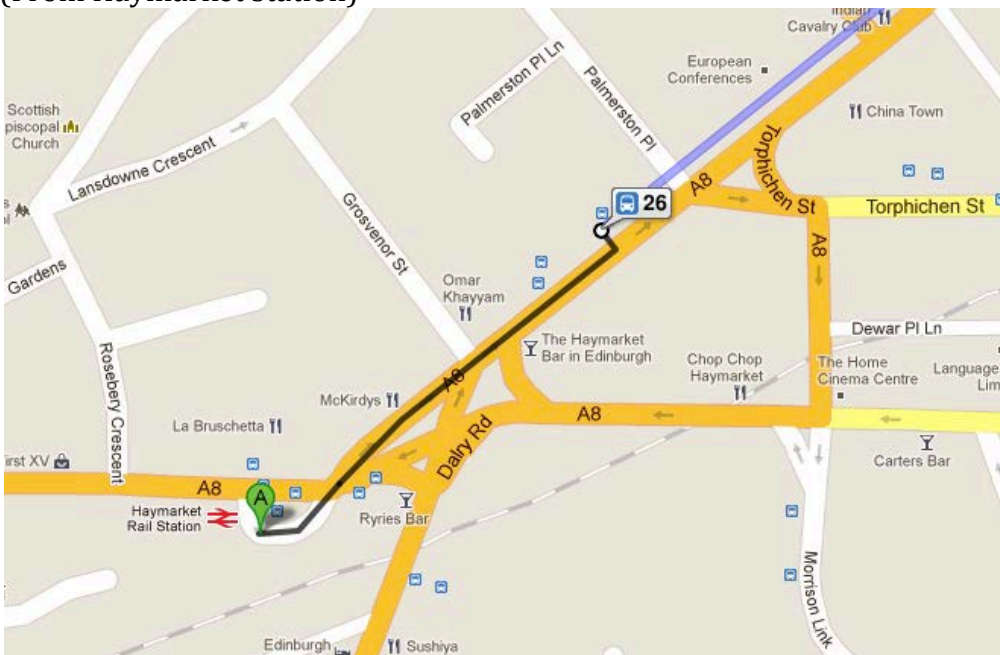 (From Haymarket Station)
Indian
Cavalry Club
European
Conferences
Palmerston Pl Ln
Palmerston Pl
China Town
Scottish
piscopal
Church
Lansdowne Crescent
Torphichen St
A8
Torphichen St
26
Grosvenor St
A8
Gardens
Omar
Khayyam
The Haymarket
Bar in Edinburgh
Dewar Pl Ln
Chop Chop
Haymarket
The Home
Cinema Centre
Language
Lim
Rosebery Crescent
A8
McKirdys
A8
La Bruschetta
Dalry Rd
Carters Bar
irst XV
A8
A
Haymarket
Rail Station
Ryries Bar
Morrison Link
Edinburgh
Sushiya